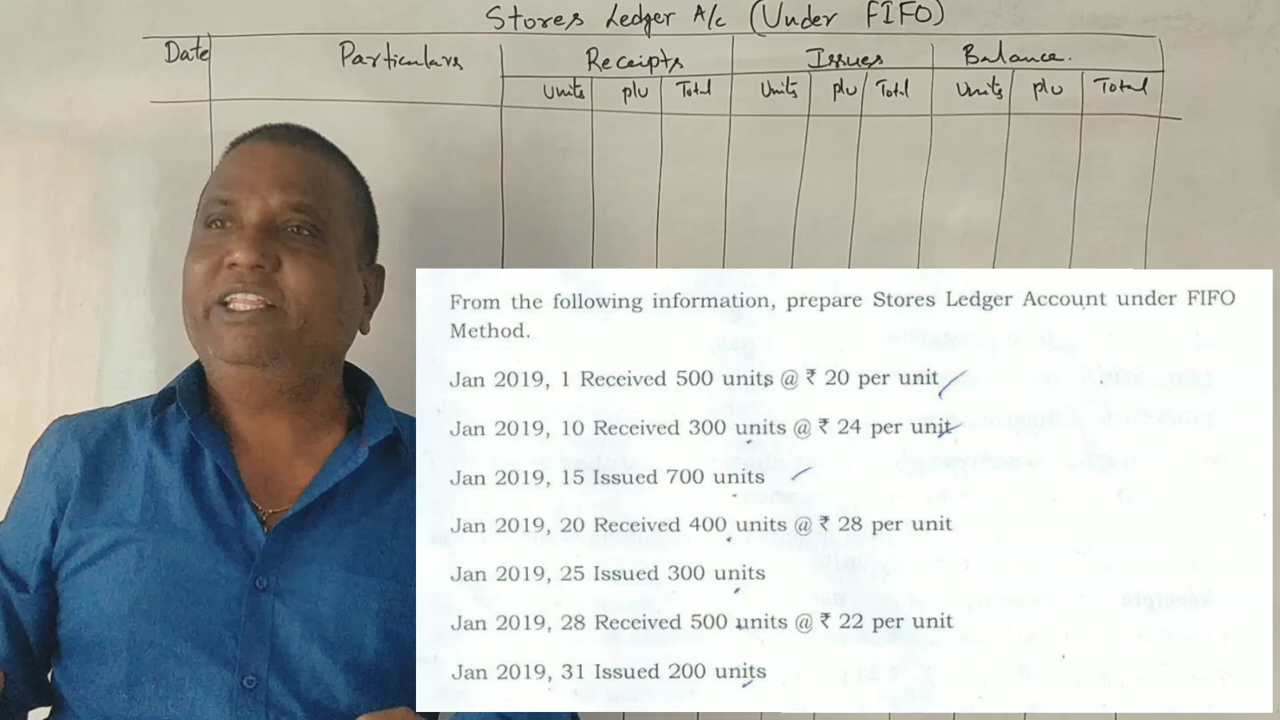 Stores Ledger A/c (Under FIFO)
Date Particulars Receipts Issues Balance.
Units p/u Total Units p/u Total Units p/u Total
From the following information, prepare Stores Ledger Account under FIFO
Method.
Jan 2019, 1 Received 500 units @ ₹ 20 per unit
Jan 2019, 10 Received 300 units @ ₹ 24 per unit
Jan 2019, 15 Issued 700 units
Jan 2019, 20 Received 400 units @ ₹ 28 per unit
Jan 2019, 25 Issued 300 units
Jan 2019, 28 Received 500 units @ ₹ 22 per unit
Jan 2019, 31 Issued 200 units